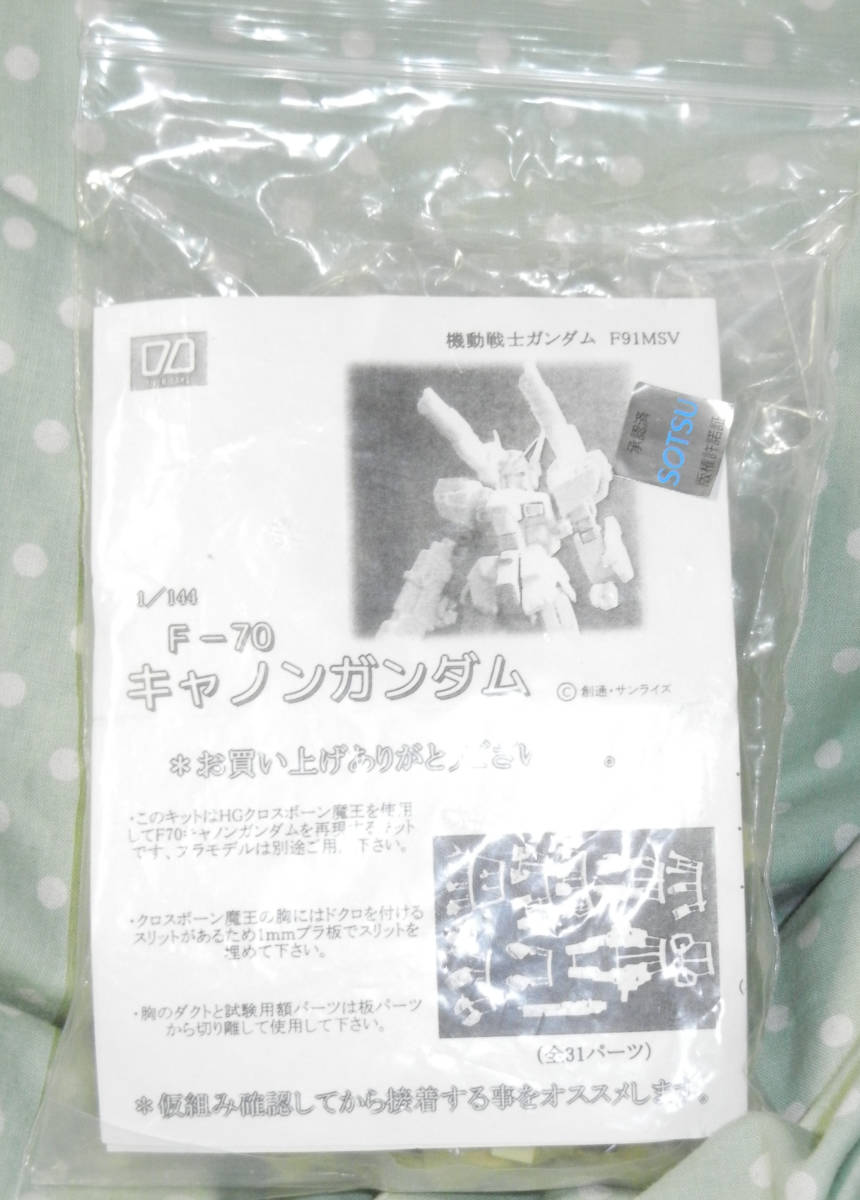 機動戦士ガンダム F91MSV
承認済
SOTSU
版権許諾証
1/144
F-70
キャノンガンダム
©創通・サンライズ
*お買い上げありがと
・このキットはHGクロスボーン魔王を使用
してF70キャノンガンダムを再現するキット
です、プラモデルは別途ご用 下さい。
・クロスボーン魔王の胸にはドクロを付ける
スリットがあるため1mmプラ板でスリットを
埋めて下さい。
・胸のダクトと試験用額パーツは板パーツ
から切り離して使用して下さい。
(全31パーツ)
*仮組み確認してから接着する事をオススメします。